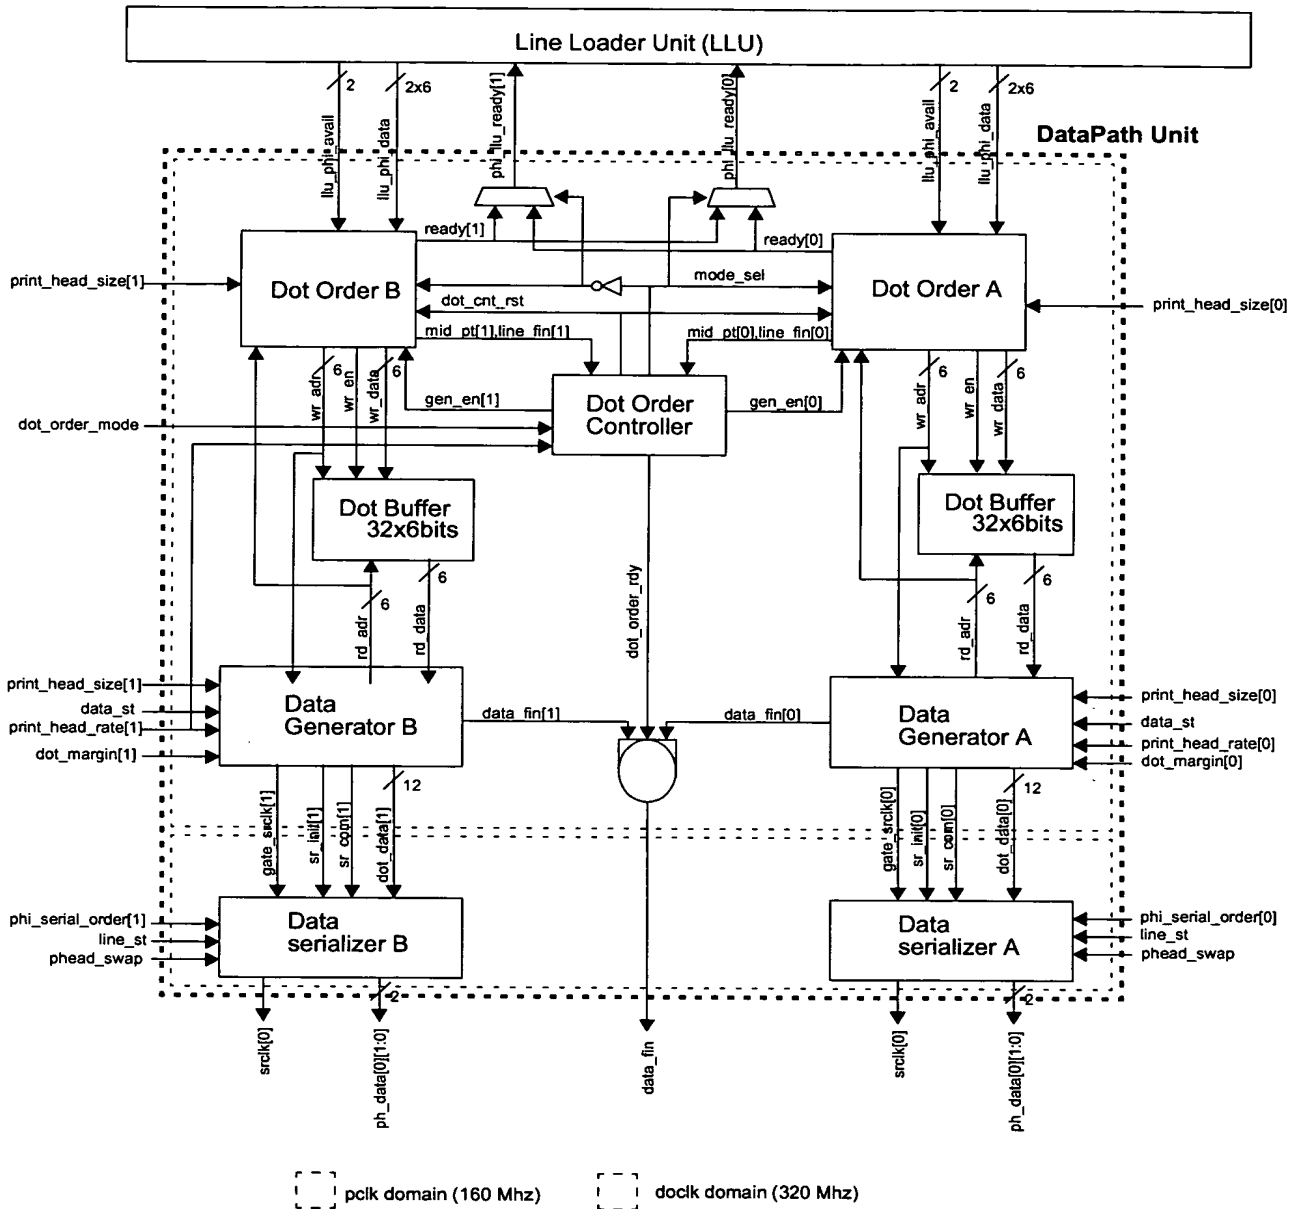 Line Loader Unit (LLU)
2
2x6
phi_llu_ready[1]
phi_llu_ready[0]
2
2x6
llu_phi_avail
llu_phi_data
llu_phi_avail
llu_phi_data
DataPath Unit
ready[1]
ready[0]
print_head_size[1]
Dot Order B
mode_sel
Dot Order A
print_head_size[0]
dot_cnt_rst
mid_pt[1],line_fin[1]
mid_pt[0],line_fin[0]
6
wr_adr
wr_en
wr_data
6
gen_en[1]
Dot Order
Controller
gen_en[0]
6
wr_adr
wr_en
wr_data
6
dot_order_mode
Dot Buffer
32x6bits
Dot Buffer
32x6bits
6
6
rd_adr
rd_data
dot_order_rdy
6
6
rd_adr
rd_data
print_head_size[1]
data_st
print_head_rate[1]
dot_margin[1]
Data
Generator B
data_fin[1]
data_fin[0]
Data
Generator A
print_head_size[0]
data_st
print_head_rate[0]
dot_margin[0]
gate_srclk[1]
sr_init[1]
sr_com[1]
dot_data[1]
12
gate_srclk[0]
sr_init[0]
sr_com[0]
dot_data[0]
12
phi_serial_order[1]
line_st
phead_swap
Data
serializer B
Data
serializer A
phi_serial_order[0]
line_st
phead_swap
2
2
srclk[0]
ph_data[0][1:0]
data_fin
srclk[0]
ph_data[0][1:0]
pclk domain (160 Mhz)
doclk domain (320 Mhz)